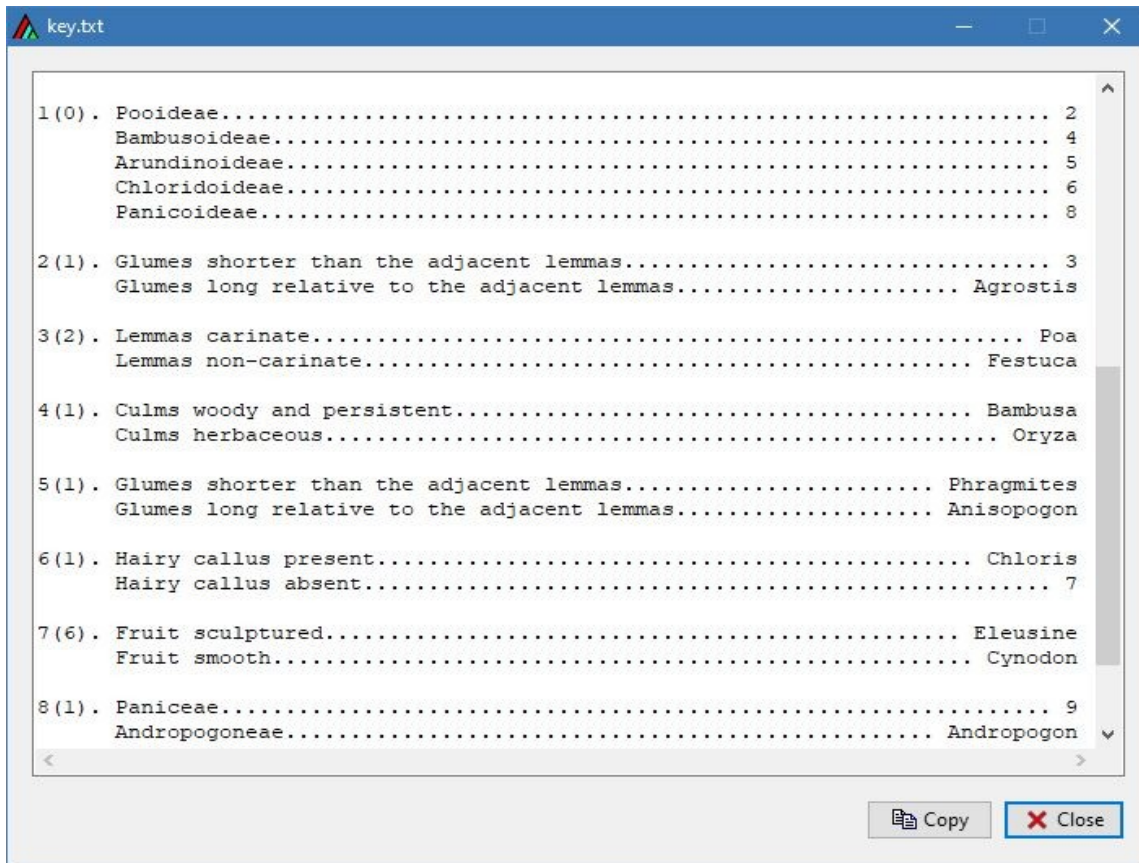 key.txt
1(0). Pooideae................................................................ 2
Bambusoideae............................................................ 4
Arundinoideae........................................................... 5
Chloridoideae........................................................... 6
Panicoideae............................................................. 8
2(1). Glumes shorter than the adjacent lemmas................................. 3
Glumes long relative to the adjacent lemmas...................... Agrostis
3(2). Lemmas carinate....................................................... Poa
Lemmas non-carinate............................................... Festuca
4(1). Culms woody and persistent........................................ Bambusa
Culms herbaceous.................................................... Oryza
5(1). Glumes shorter than the adjacent lemmas........................ Phragmites
Glumes long relative to the adjacent lemmas.................... Anisopogon
6(1). Hairy callus present.............................................. Chloris
Hairy callus absent..................................................... 7
7(6). Fruit sculptured................................................. Eleusine
Fruit smooth...................................................... Cynodon
8(1). Paniceae................................................................ 9
Andropogoneae.................................................. Andropogon
Copy
Close